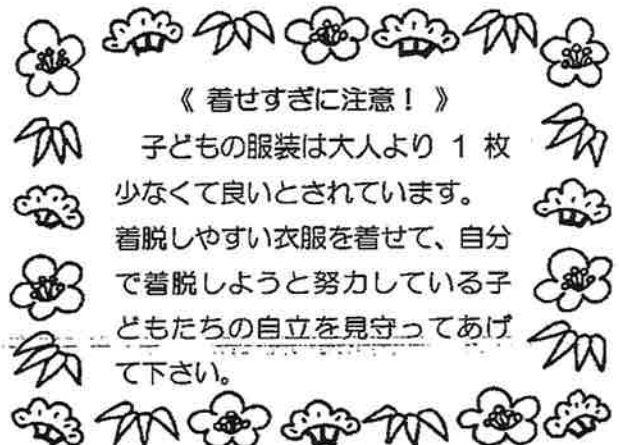 《 着せすぎに注意！ 》
子どもの服装は大人より 1 枚
少なくて良いとされています。
着脱しやすい衣服を着せて、自分
で着脱しようと努力している子
どもたちの自立を見守ってあげ
て下さい。